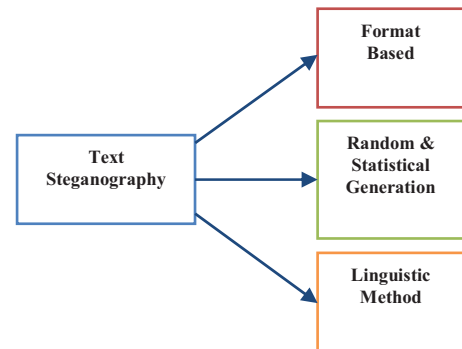 Text
Steganography
Format
Based
Random &
Statistical
Generation
Linguistic
Method